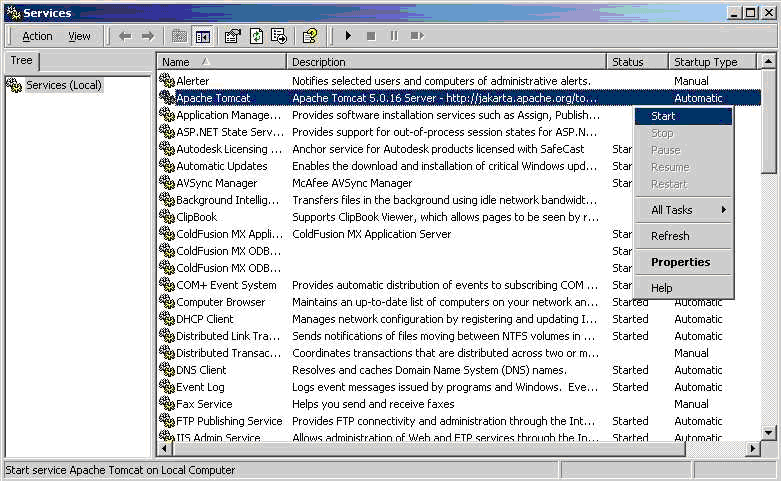 Services
Action View
Tree
Name Description Status Startup Type
Services (Local)
Alerter Notifies selected users and computers of administrative alerts. Manual
Apache Tomcat Apache Tomcat 5.0.16 Server - http://jakarta.apache.org/to... Automatic
Application Manage... Provides software installation services such as Assign, Publish...
ASP.NET State Serv... Provides support for out-of-process session states for ASP.N...
Autodesk Licensing ... Anchor service for Autodesk products licensed with SafeCast Star
Automatic Updates Enables the download and installation of critical Windows upd... Star
AVSync Manager McAfee AVSync Manager Star
Background Intellig... Transfers files in the background using idle network bandwidt...
ClipBook Supports ClipBook Viewer, which allows pages to be seen by r...
ColdFusion MX Appli... ColdFusion MX Application Server Star
ColdFusion MX ODB... Star
ColdFusion MX ODB... Star
COM+ Event System Provides automatic distribution of events to subscribing COM ... Star
Start
Stop
Pause
Resume
Restart
All Tasks
Refresh
Properties
Help
Computer Browser Maintains an up-to-date list of computers on your network an... Started Automatic
DHCP Client Manages network configuration by registering and updating I... Started Automatic
Distributed Link Tra... Sends notifications of files moving between NTFS volumes in ... Started Automatic
Distributed Transac... Coordinates transactions that are distributed across two or m... Manual
DNS Client Resolves and caches Domain Name System (DNS) names. Started Automatic
Event Log Logs event messages issued by programs and Windows. Eve... Started Automatic
Fax Service Helps you send and receive faxes Manual
FTP Publishing Service Provides FTP connectivity and administration through the Int... Started Automatic
IIS Admin Service Allows administration of Web and FTP services through the Int... Started Automatic
Start service Apache Tomcat on Local Computer